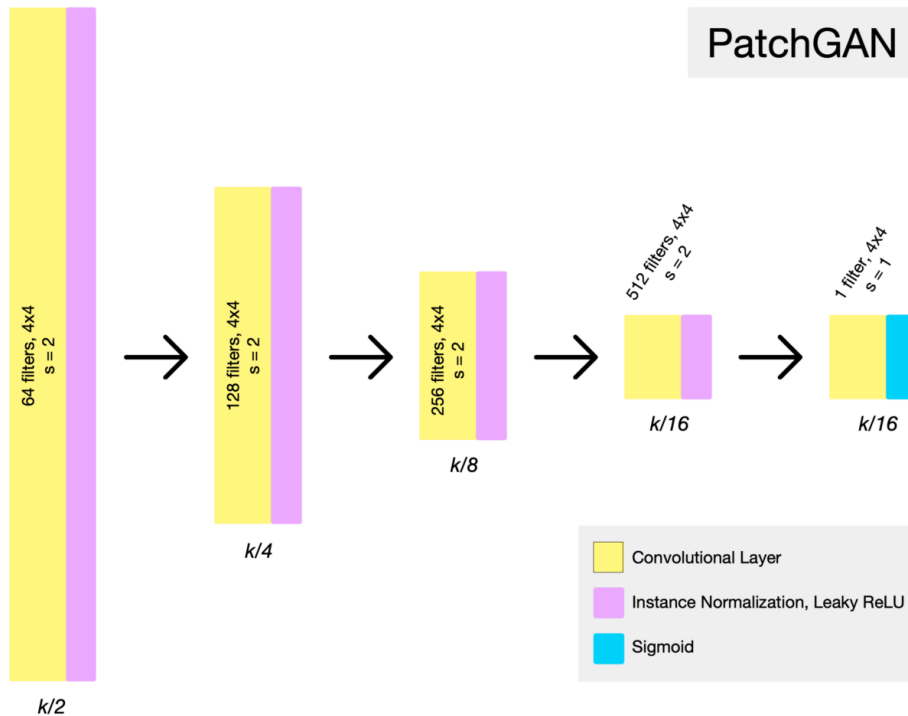 PatchGAN
64 filters, 4x4
s = 2
k/2
128 filters, 4x4
s = 2
k/4
256 filters, 4x4
s = 2
k/8
512 filters, 4x4
s = 2
k/16
1 filter, 4x4
s = 1
k/16
Convolutional Layer
Instance Normalization, Leaky ReLU
Sigmoid